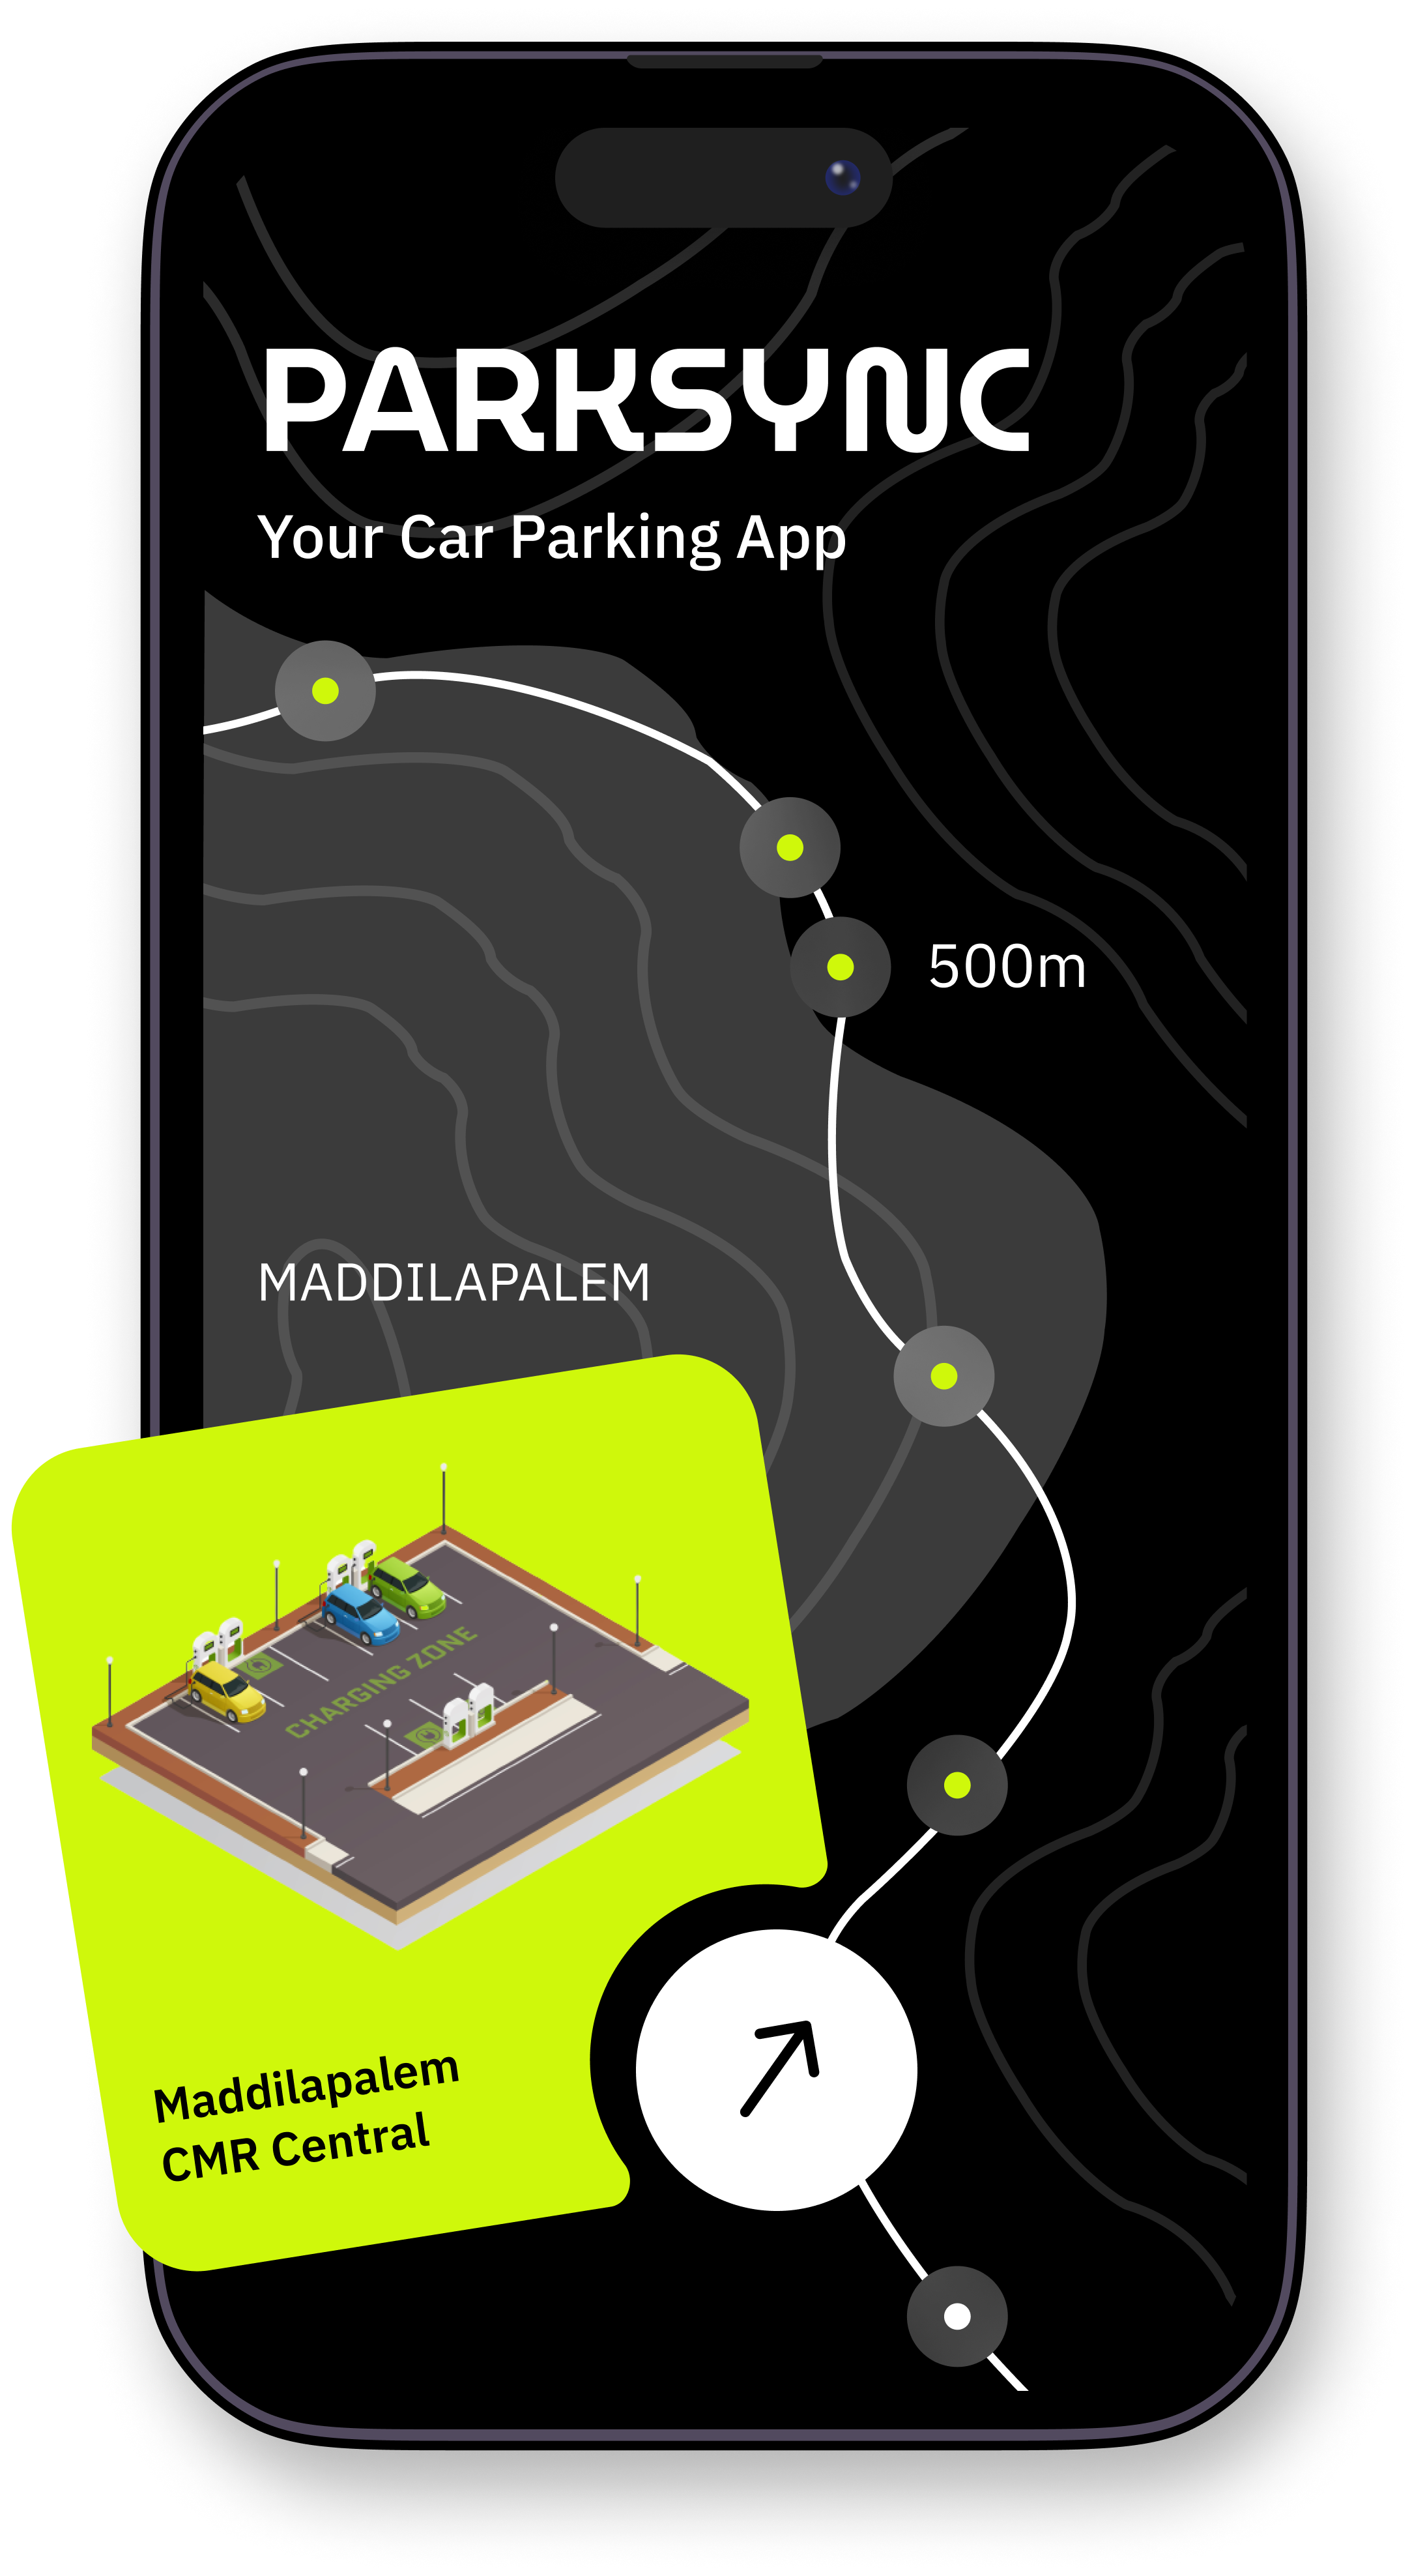 PARKSYNC
Your Car Parking App
500m
MADDILAPALEM
CHARGING ZONE
Maddilapalem
CMR Central